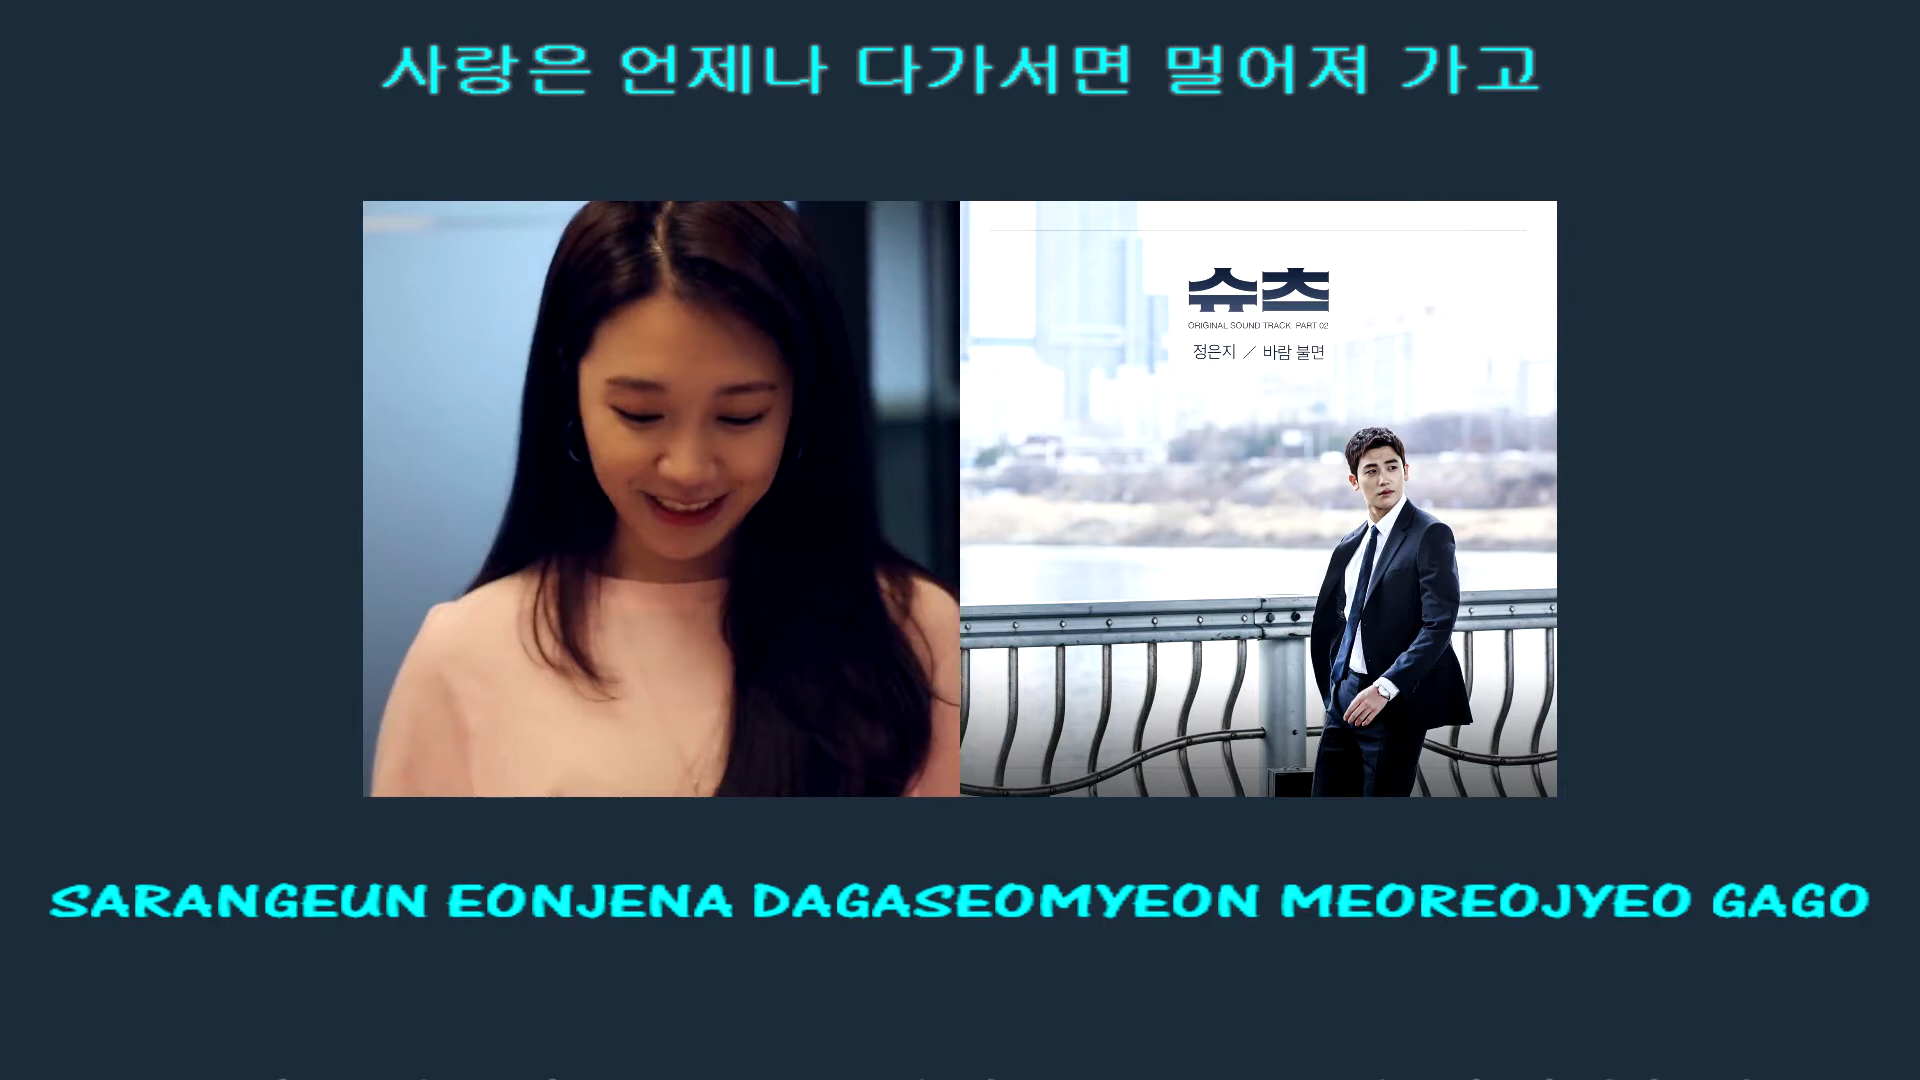 사랑은 언제나 다가서면 멀어져 가고
슈츠
ORIGINAL SOUND TRACK PART 02
정은지 / 바람 불면
SARANGEUN EONJENA DAGASEOMYEON MEOREOJYEO GAGO